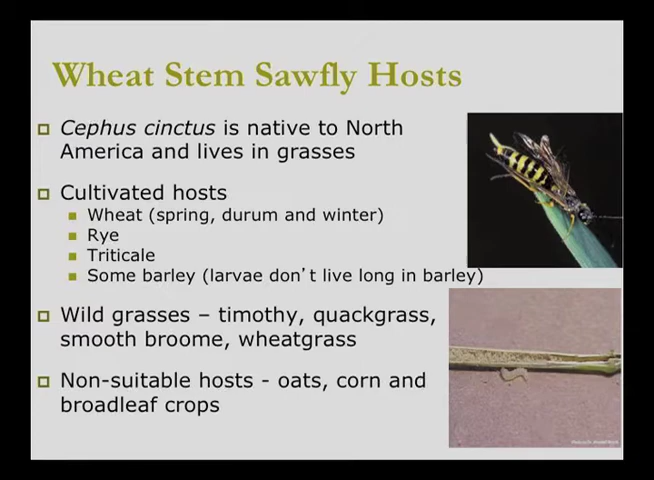 Wheat Stem Sawfly Hosts
Cephus cinctus is native to North
America and lives in grasses
Cultivated hosts
Wheat (spring, durum and winter)
Rye
Triticale
Some barley (larvae don't live long in barley)
Wild grasses – timothy, quackgrass,
smooth broome, wheatgrass
Non-suitable hosts - oats, corn and
broadleaf crops